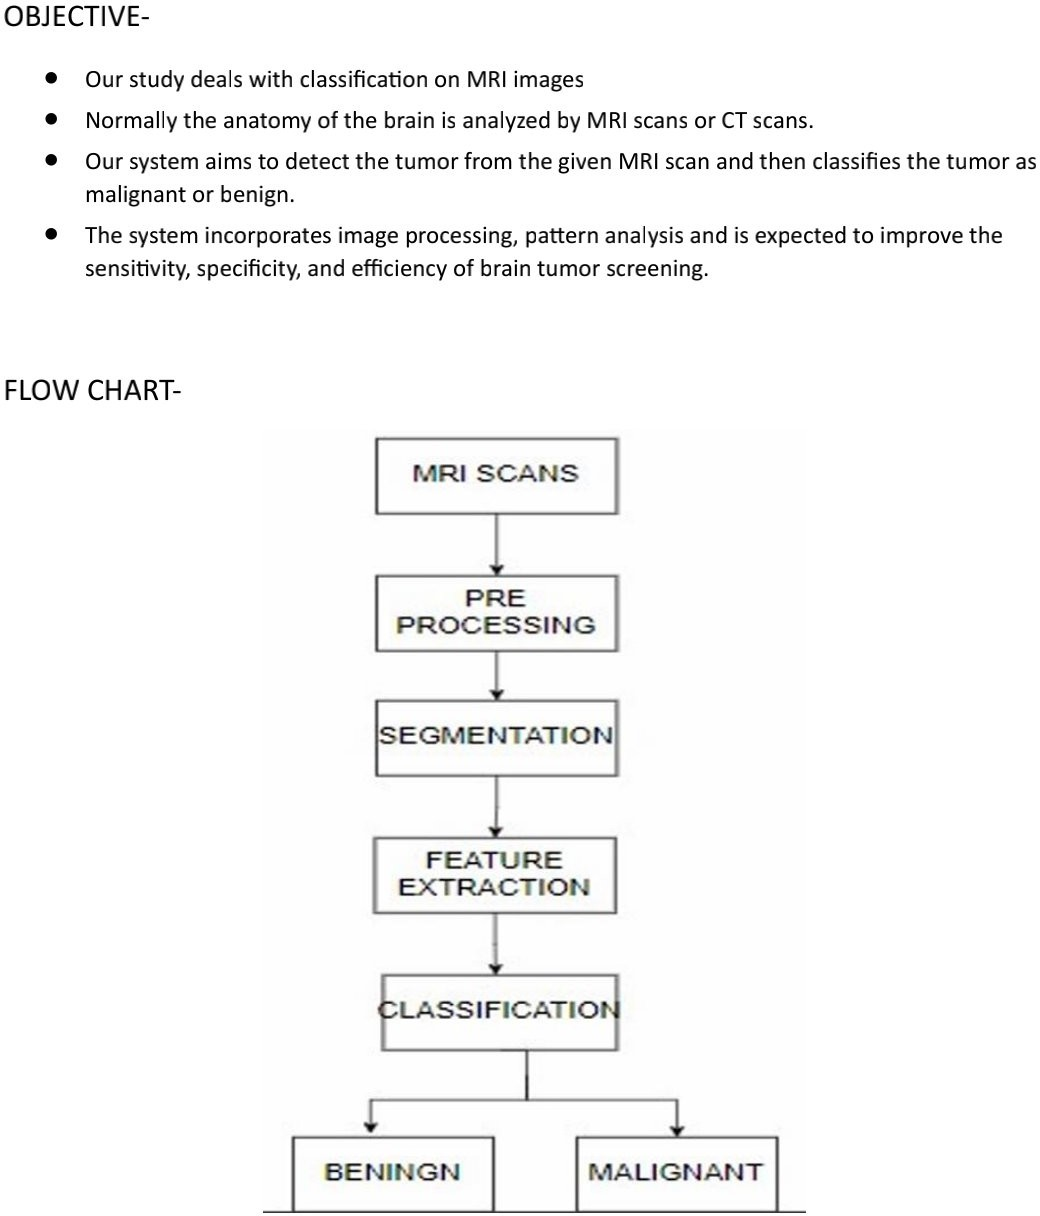 OBJECTIVE-
● Our study deals with classification on MRI images
● Normally the anatomy of the brain is analyzed by MRI scans or CT scans.
● Our system aims to detect the tumor from the given MRI scan and then classifies the tumor as
malignant or benign.
● The system incorporates image processing, pattern analysis and is expected to improve the
sensitivity, specificity, and efficiency of brain tumor screening.
FLOW CHART-
MRI SCANS
PRE
PROCESSING
SEGMENTATION
FEATURE
EXTRACTION
CLASSIFICATION
BENINGN
MALIGNANT